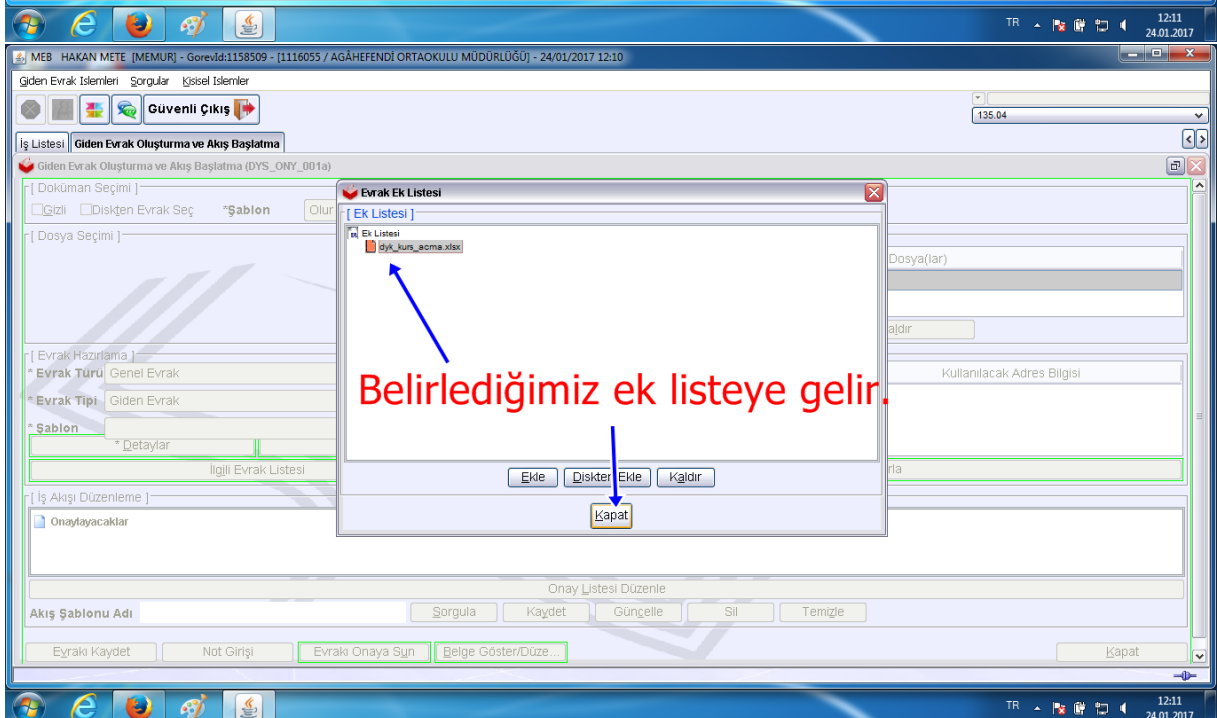 TR 12:11
24.01.2017
MEB HAKAN METE [MEMUR] - GorevId:1158509 - [1116055 / AGÂHEFENDİ ORTAOKULU MÜDÜRLÜĞÜ] - 24/01/2017 12:10
Giden Evrak Islemleri Sorgular Kisisel Islemler
Güvenli Çıkış
135.04
İş Listesi Giden Evrak Oluşturma ve Akış Başlatma
Giden Evrak Oluşturma ve Akış Başlatma (DYS_ONY_001a)
[ Doküman Seçimi ]
Gizli Diskten Evrak Seç *Şablon Olur
[ Dosya Seçimi ]
Dosya(lar)
aldır
Evrak Ek Listesi
[ Ek Listesi ]
Ek Listesi
dyk_kurs_acma.xlsx
Belirlediğimiz ek listeye gelir.
Ekle Diskten Ekle Kaldır
Kapat
[ Evrak Hazırlama ]
* Evrak Türü Genel Evrak
Kullanılacak Adres Bilgisi
* Evrak Tipi Giden Evrak
* Şablon
* Detaylar
İlgili Evrak Listesi
rla
[ İş Akışı Düzenleme ]
Onaylayacaklar
Onay Listesi Düzenle
Akış Şablonu Adı Sorgula Kaydet Güncelle Sil Temizle
Evrakı Kaydet Not Girişi Evrakı Onaya Sun Belge Göster/Düze... Kapat
TR 12:11
24.01.2017